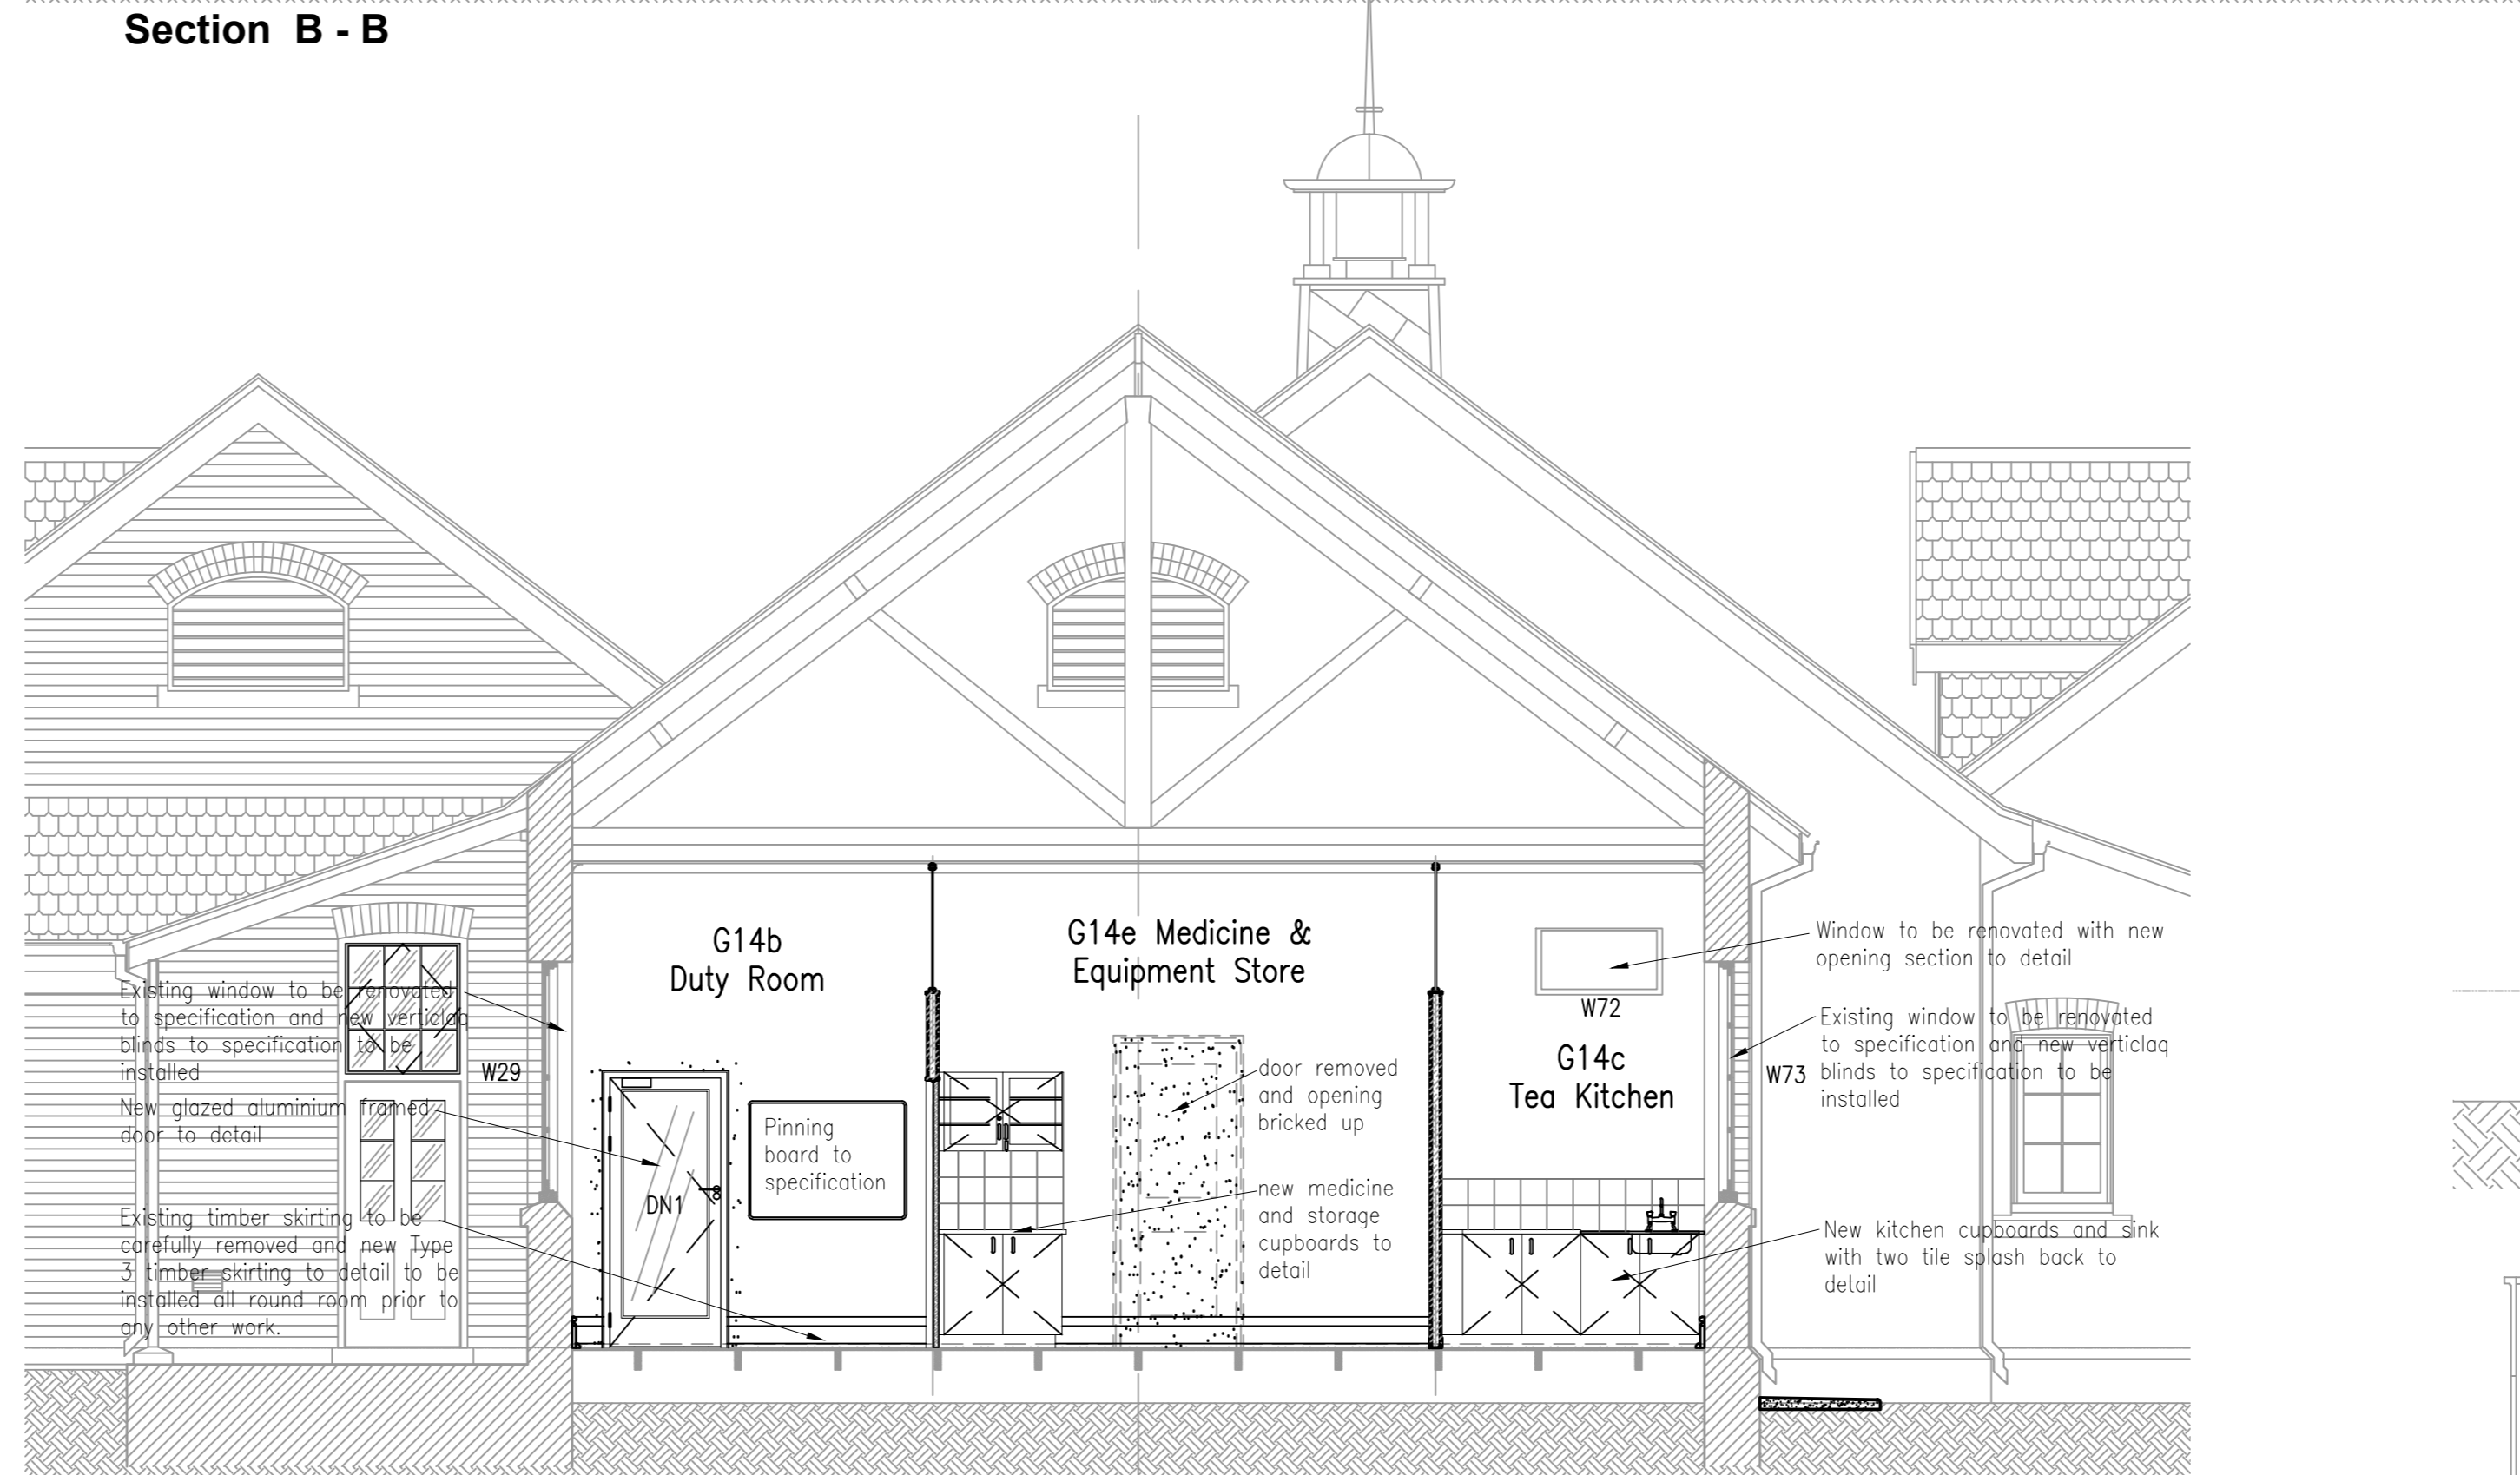 Section B - B
G14b
Duty Room
G14e Medicine &
Equipment Store
W72
G14c
Tea Kitchen
Window to be renovated with new
opening section to detail
Existing window to be renovated
to specification and new verticlaq
blinds to specification to be
installed
W29
New glazed aluminium framed
door to detail
Existing timber skirting to be
carefully removed and new Type
3 timber skirting to detail to be
installed all round room prior to
any other work.
DN1
Pinning
board to
specification
door removed
and opening
bricked up
new medicine
and storage
cupboards to
detail
Existing window to be renovated
to specification and new verticlaq
W73 blinds to specification to be
installed
New kitchen cupboards and sink
with two tile splash back to
detail